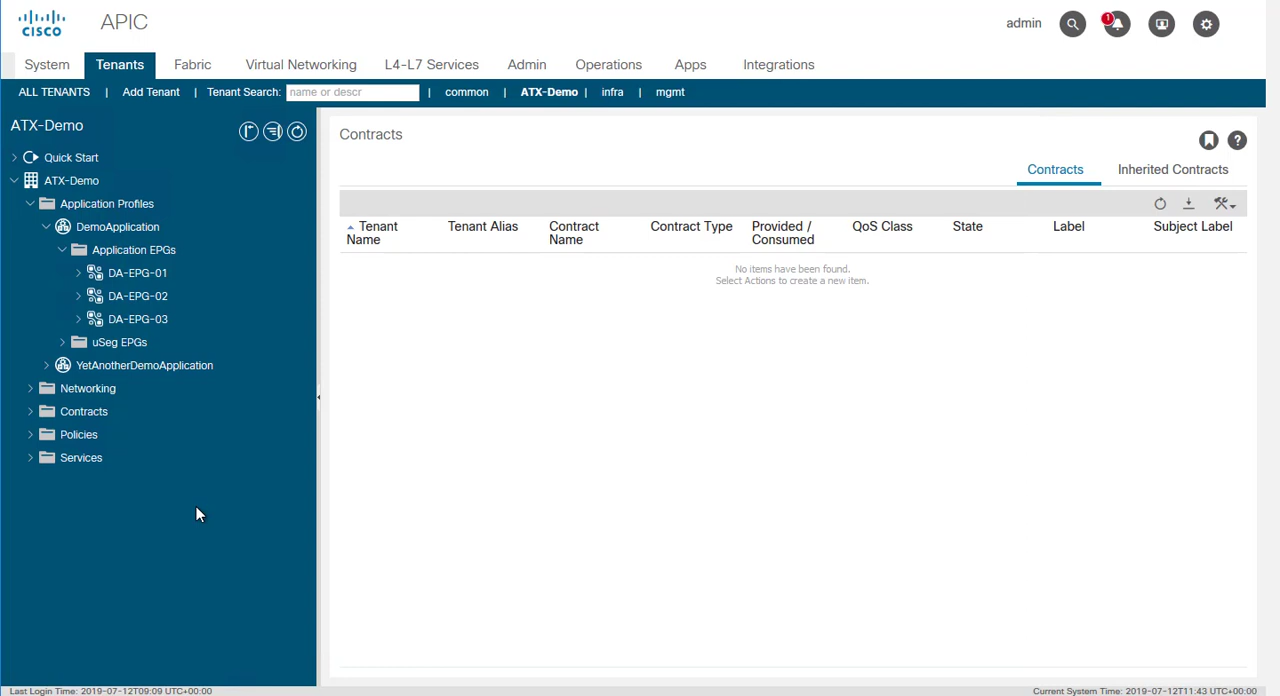 CISCO APIC admin 1
System Tenants Fabric Virtual Networking L4-L7 Services Admin Operations Apps Integrations
ALL TENANTS | Add Tenant | Tenant Search: name or descr | common | ATX-Demo | infra | mgmt
ATX-Demo
Quick Start
ATX-Demo
Application Profiles
DemoApplication
Application EPGs
DA-EPG-01
DA-EPG-02
DA-EPG-03
uSeg EPGs
YetAnotherDemoApplication
Networking
Contracts
Policies
Services
Contracts
Contracts Inherited Contracts
Tenant Name Tenant Alias Contract Name Contract Type Provided / Consumed QoS Class State Label Subject Label
No items have been found.
Select Actions to create a new item.
Last Login Time: 2019-07-12T09:09 UTC+00:00 Current System Time: 2019-07-12T11:43 UTC+00:00